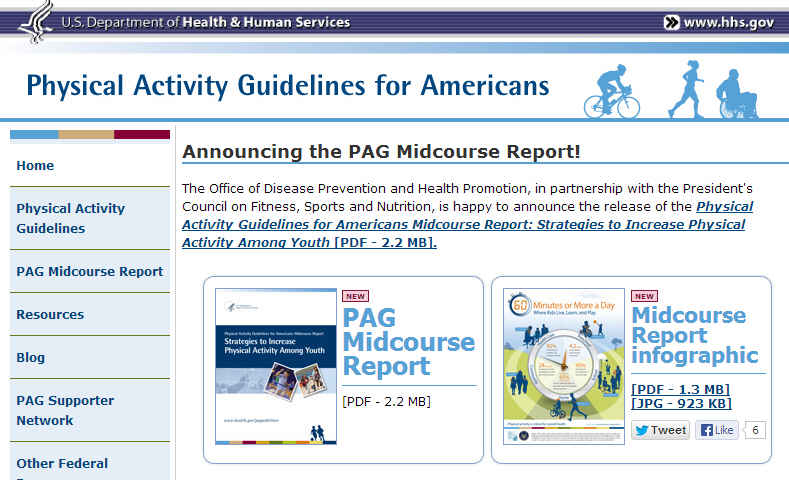 U.S. Department of Health & Human Services
www.hhs.gov
Physical Activity Guidelines for Americans
Home
Physical Activity
Guidelines
PAG Midcourse Report
Resources
Blog
PAG Supporter
Network
Other Federal
Announcing the PAG Midcourse Report!
The Office of Disease Prevention and Health Promotion, in partnership with the President's
Council on Fitness, Sports and Nutrition, is happy to announce the release of the Physical
Activity Guidelines for Americans Midcourse Report: Strategies to Increase Physical
Activity Among Youth [PDF - 2.2 MB].
Physical Activity Guidelines for Americans Midcourse Report
Strategies to Increase
Physical Activity Among Youth
NEW
PAG
Midcourse
Report
[PDF - 2.2 MB]
60 Minutes or More a Day
Where Kids Live, Learn, and Play
NEW
Midcourse
Report
infographic
[PDF - 1.3 MB]
[JPG - 923 KB]
Tweet
Like
6